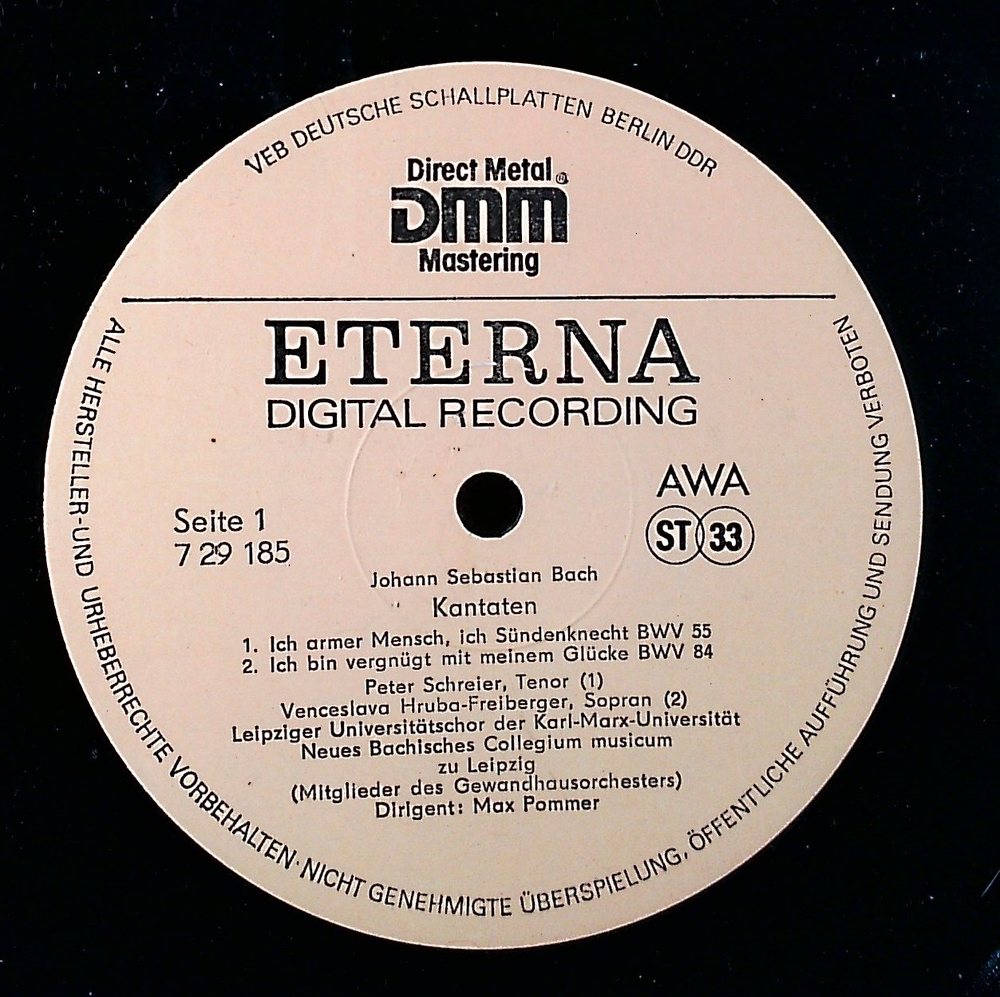 VEB DEUTSCHE SCHALLPLATTEN BERLIN DDR
Direct Metal ®
DMM
Mastering
ETERNA
DIGITAL RECORDING
AWA
ST 33
Seite 1
7 29 185
Johann Sebastian Bach
Kantaten
1. Ich armer Mensch, ich Sündenknecht BWV 55
2. Ich bin vergnügt mit meinem Glücke BWV 84
Peter Schreier, Tenor (1)
Venceslava Hruba-Freiberger, Sopran (2)
Leipziger Universitätschor der Karl-Marx-Universität
Neues Bachisches Collegium musicum
zu Leipzig
(Mitglieder des Gewandhausorchesters)
Dirigent: Max Pommer
ALLE HERSTELLER-UND URHEBERRECHTE VORBEHALTEN·NICHT GENEHMIGTE ÜBERSPIELUNG, ÖFFENTLICHE AUFFÜHRUNG UND SENDUNG VERBOTEN